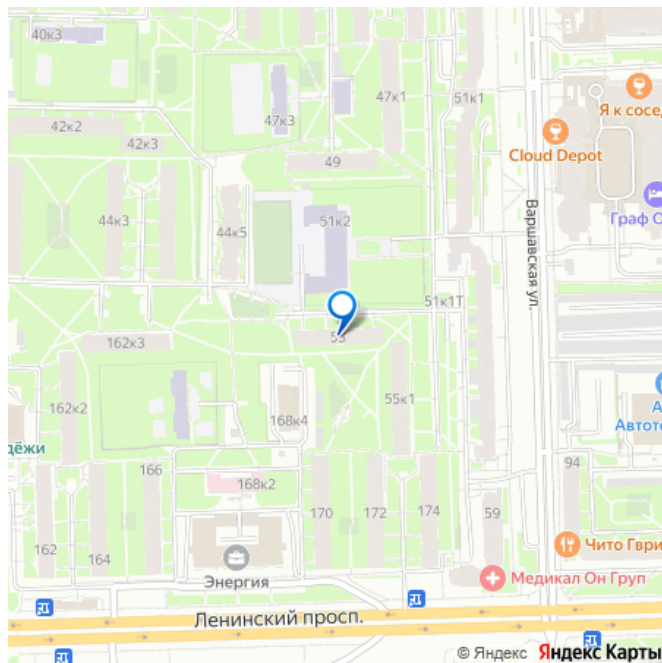 40к3
42к2
42к3
47к3
47к1
51к1
Я к сосед
Cloud Depot
49
44к3
44к5
51к2
Варшавская ул.
Граф О
51к1Т
53
162к3
55к1
162к2
168к4
А
Автоте
дёжи
166
168к2
94
162
164
170
172
174
59
Энергия
Чито Гври
Медикал Он Груп
Ленинский просп.
© Яндекс Яндекс Карты